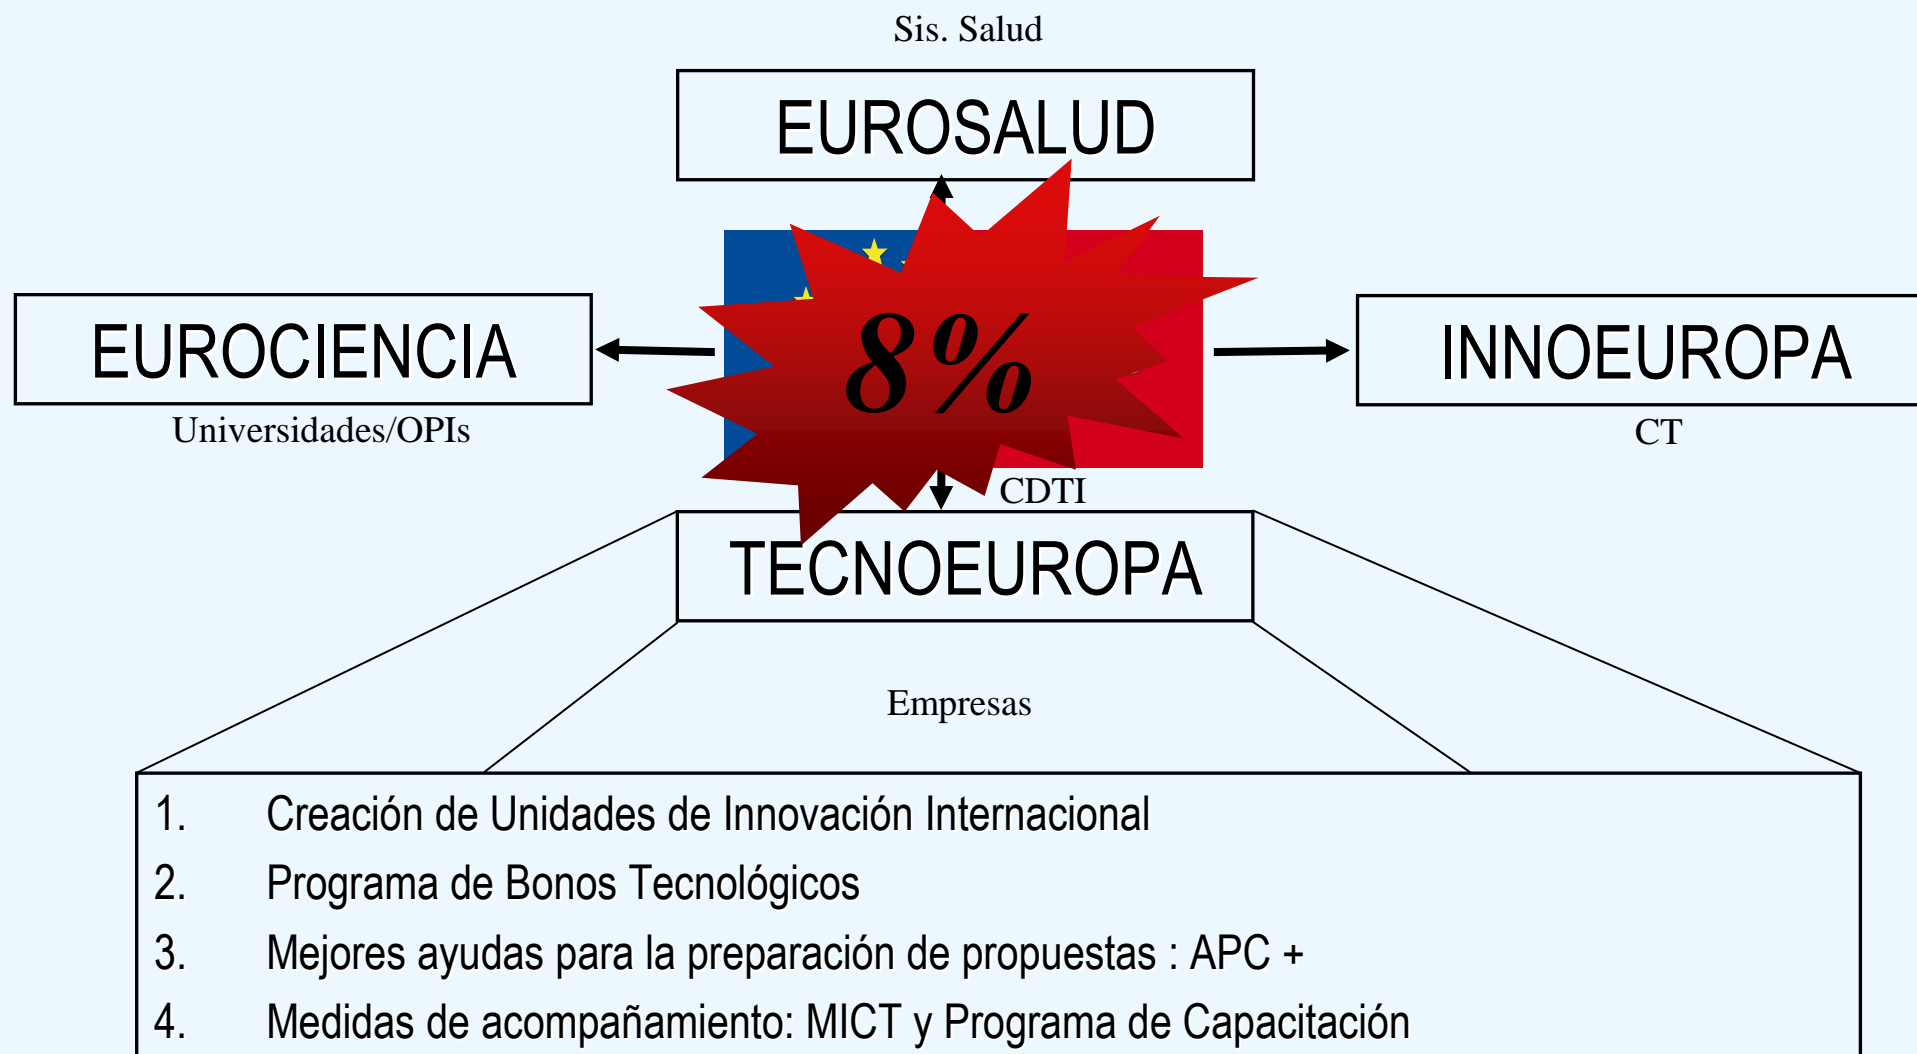 Sis. Salud
EUROSALUD
8%
EUROCIENCIA
INNOEUROPA
Universidades/OPIs
CT
CDTI
TECNOEUROPA
Empresas
1. Creación de Unidades de Innovación Internacional
2. Programa de Bonos Tecnológicos
3. Mejores ayudas para la preparación de propuestas : APC +
4. Medidas de acompañamiento: MICT y Programa de Capacitación